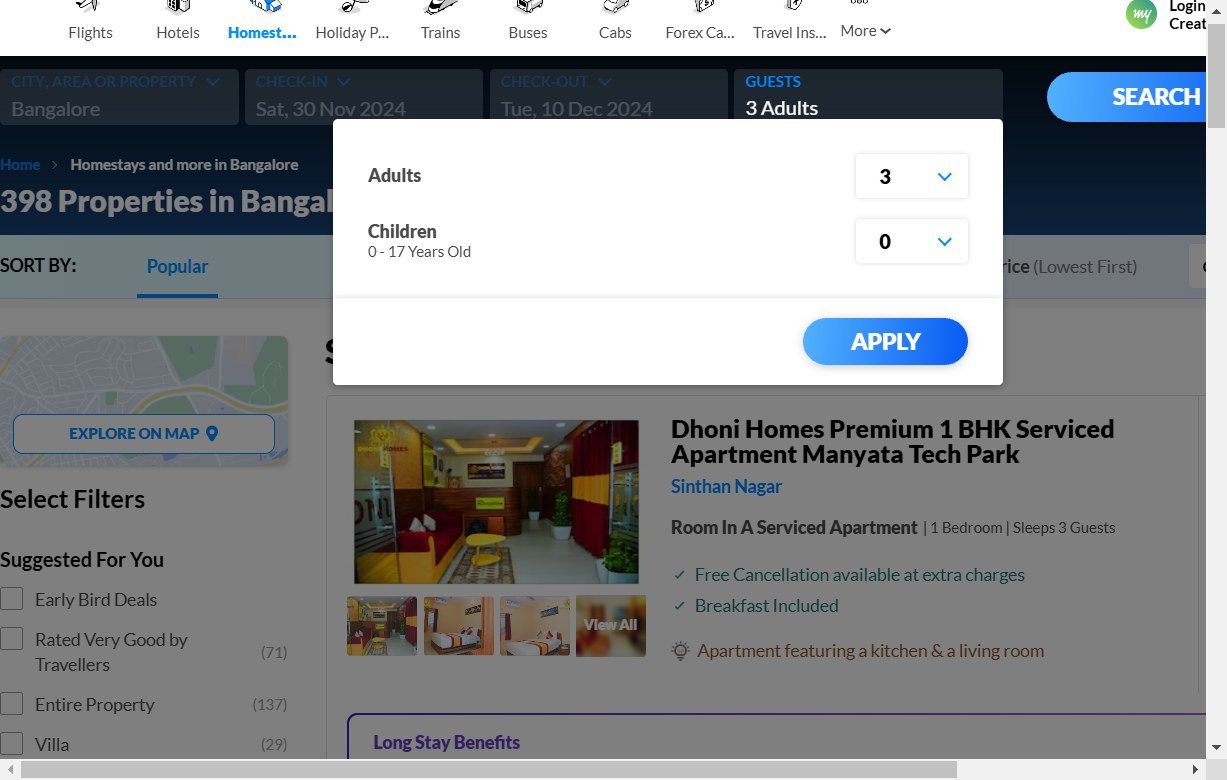 Flights
Hotels
Homest...
Holiday P...
Trains
Buses
Cabs
Forex Ca...
Travel Ins...
More
my
Login
Creat
CITY, AREA OR PROPERTY
Bangalore
CHECK-IN
Sat, 30 Nov 2024
CHECK-OUT
Tue, 10 Dec 2024
GUESTS
3 Adults
SEARCH
Home > Homestays and more in Bangalore
398 Properties in Bangal
Adults
3
Children
0 - 17 Years Old
0
APPLY
SORT BY:
Popular
rice (Lowest First)
EXPLORE ON MAP
Select Filters
Suggested For You
Early Bird Deals
Rated Very Good by
Travellers
(71)
Entire Property
(137)
Villa
(29)
DHONI HOMES
Reception
View All
Dhoni Homes Premium 1 BHK Serviced
Apartment Manyata Tech Park
Sinthan Nagar
Room In A Serviced Apartment | 1 Bedroom | Sleeps 3 Guests
Free Cancellation available at extra charges
Breakfast Included
Apartment featuring a kitchen & a living room
Long Stay Benefits